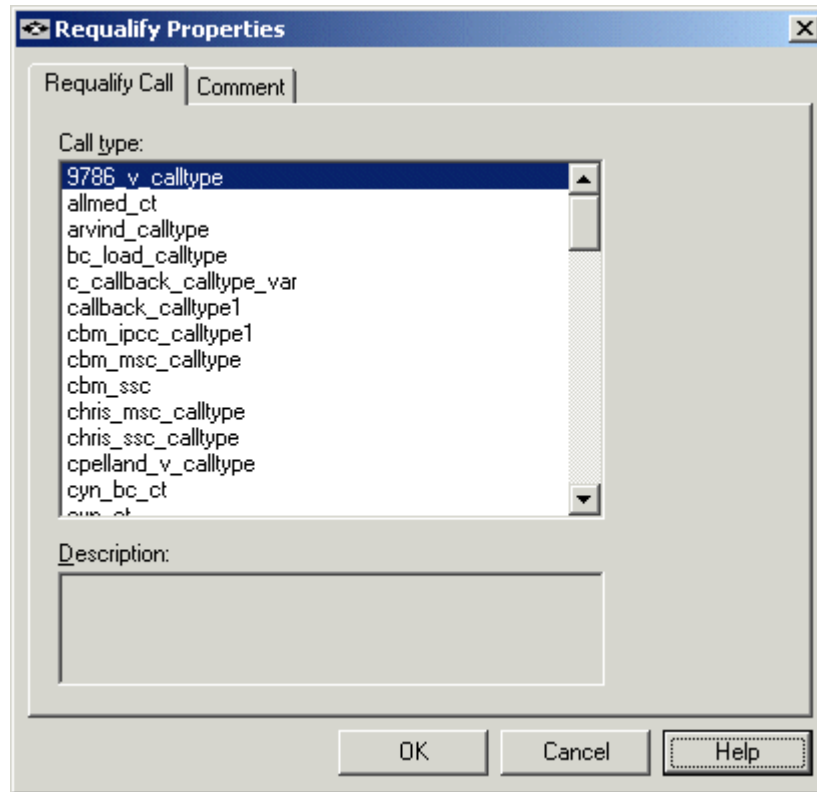 Requalify Properties
Requalify Call
Comment
Call type:
9786_v_calltype
allmed_ct
arvind_calltype
bc_load_calltype
c_callback_calltype_var
callback_calltype1
cbm_ipcc_calltype1
cbm_msc_calltype
cbm_ssc
chris_msc_calltype
chris_ssc_calltype
cpelland_v_calltype
cyn_bc_ct
Description:
OK Cancel Help